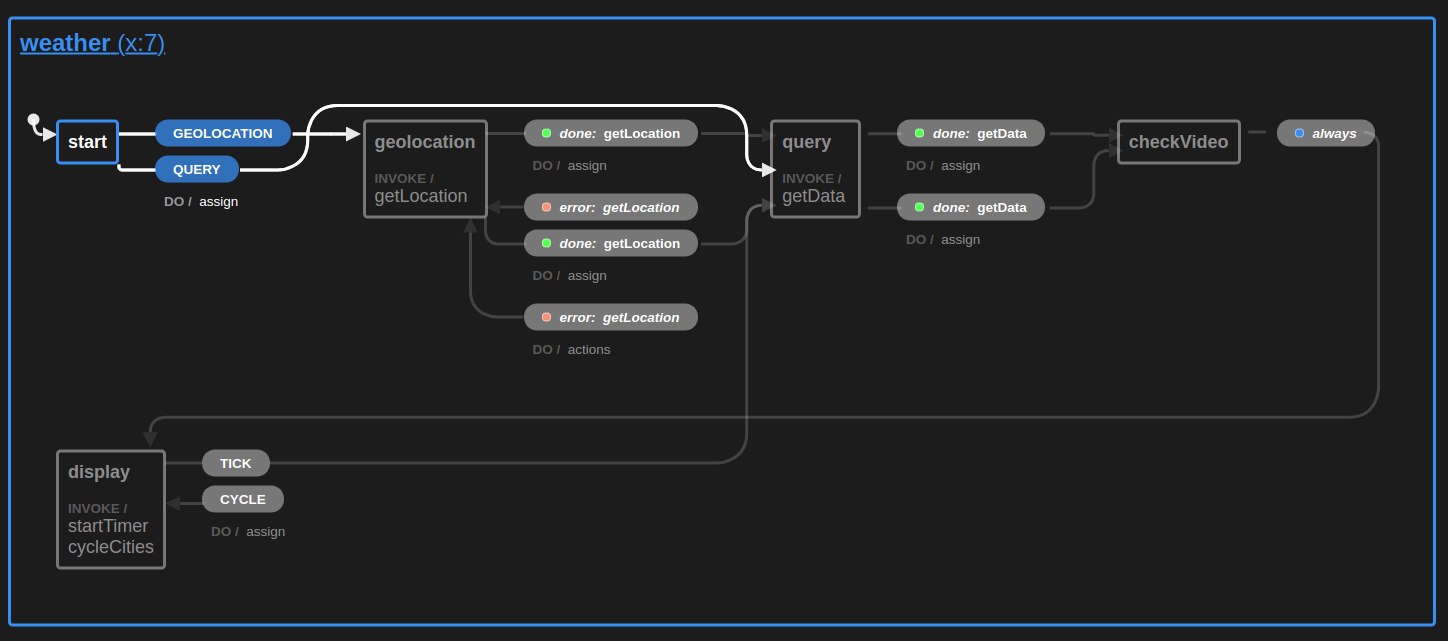 weather (x:7)
start
GEOLOCATION
QUERY
DO / assign
geolocation
INVOKE /
getLocation
done: getLocation
DO / assign
error: getLocation
done: getLocation
DO / assign
error: getLocation
DO / actions
query
INVOKE /
getData
done: getData
DO / assign
done: getData
DO / assign
checkVideo
always
display
INVOKE /
startTimer
cycleCities
TICK
CYCLE
DO / assign